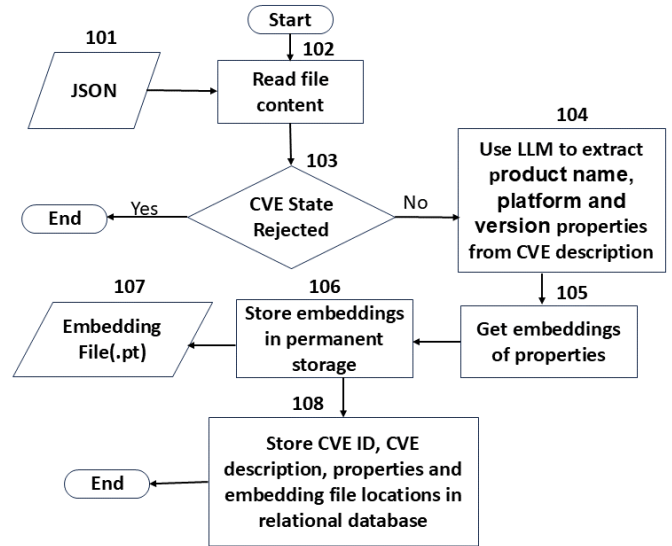 Start
101
102
JSON
Read file
content
103
CVE State
Rejected
Yes
End
No
104
Use LLM to extract
product name,
platform and
version properties
from CVE description
105
Get embeddings
of properties
106
Store embeddings
in permanent
storage
107
Embedding
File(.pt)
108
Store CVE ID, CVE
description, properties and
embedding file locations in
relational database
End